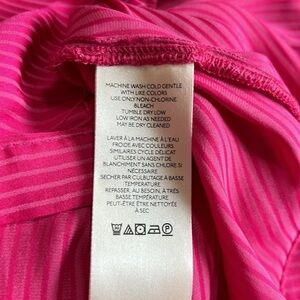 MACHINE WASH COLD GENTLE
WITH LIKE COLORS
USE ONLY NON-CHLORINE
BLEACH
TUMBLE DRY LOW
LOW IRON AS NEEDED
MAY BE DRY CLEANED
LAVER À LA MACHINE À L'EAU
FROIDE AVEC COULEURS
SIMILAIRES CYCLE DÉLICAT
UTILISER UN AGENT DE
BLANCHIMENT SANS CHLORE
SI NÉCESSAIRE
SÉCHER PAR CULBUTAGE À BASSE
TEMPÉRATURE
REPASSER, AU BESOIN, À TRÈS
BASSE TEMPÉRATURE
PEUT-ÊTRE ÊTRE NETTOYÉE
À SEC